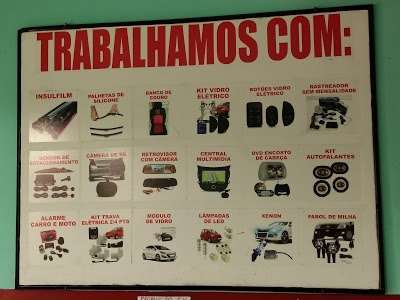 TRABALHAMOS COM:
INSULFILM
PALHETAS DE
SILICONE
BANCO DE
COURO
KIT VIDRO
ELÉTRICO
BOTÕES VIDRO
ELÉTRICO
RASTREADOR
SEM MENSALIDADE
SENSOR DE
ESTACIONAMENTO
CÂMERA DE RÉ
RETROVISOR
COM CÂMERA
CENTRAL
MULTIMIDIA
DVD ENCOSTO
DE CABEÇA
KIT
AUTOFALANTES
ALARME
CARRO E MOTO
KIT TRAVA
ELÉTRICA 2/4 PTS
MÓDULO
DE VIDRO
LÂMPADAS
DE LED
XENON
FAROL DE MILHA